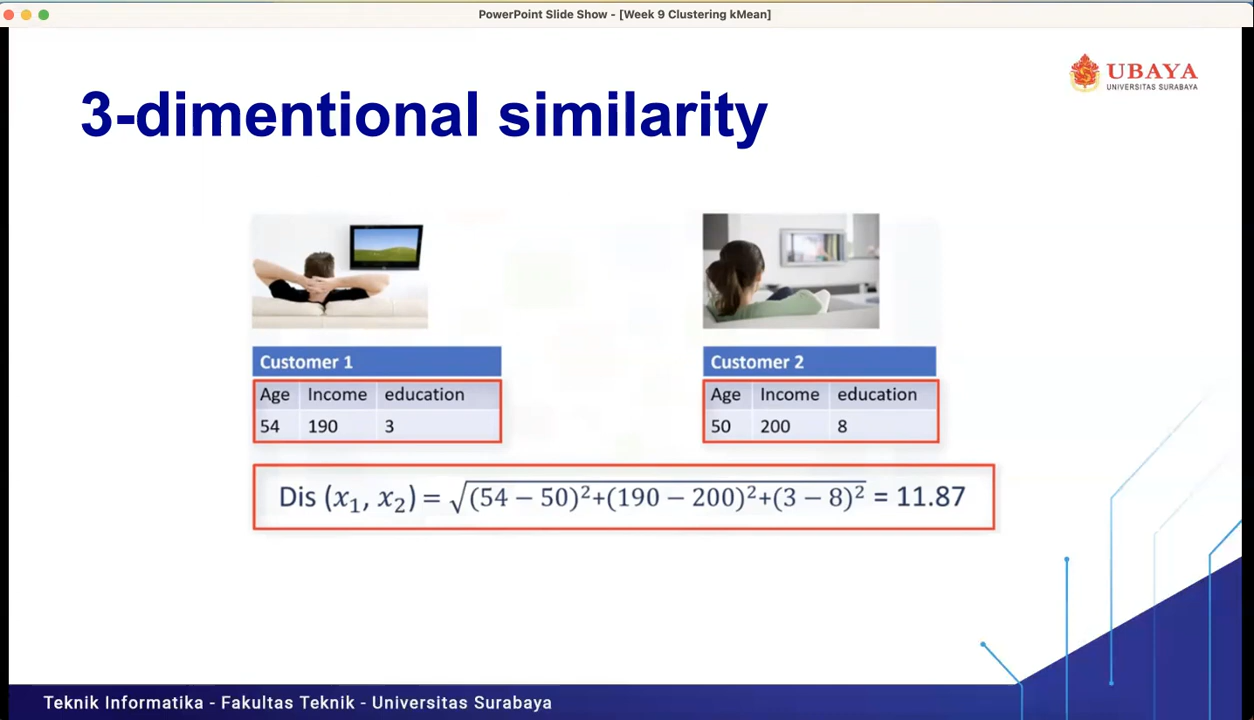 PowerPoint Slide Show - [Week 9 Clustering kMean]
UBAYA
UNIVERSITAS SURABAYA
3-dimentional similarity
Customer 1
Age Income education
54 190 3
Customer 2
Age Income education
50 200 8
Dis (x₁, x₂) = √(54 − 50)²+(190 − 200)²+(3 − 8)² = 11.87
Teknik Informatika - Fakultas Teknik - Universitas Surabaya